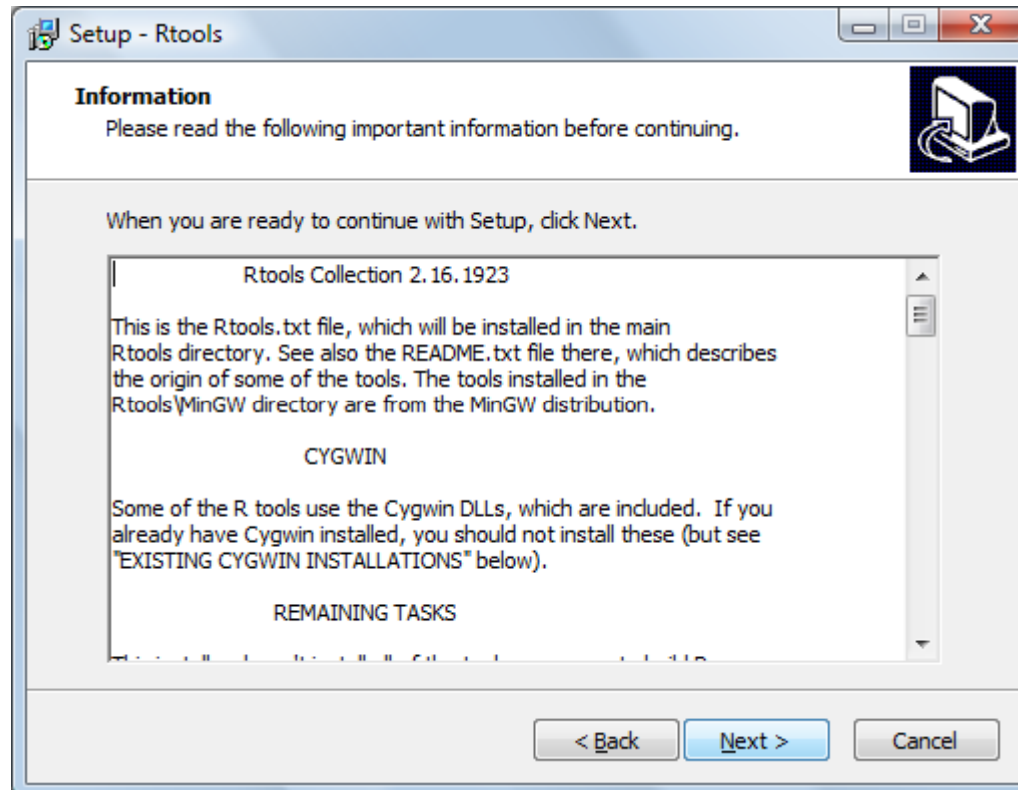 Setup - Rtools
Information
Please read the following important information before continuing.
When you are ready to continue with Setup, click Next.
Rtools Collection 2.16.1923
This is the Rtools.txt file, which will be installed in the main
Rtools directory. See also the README.txt file there, which describes
the origin of some of the tools. The tools installed in the
Rtools\MinGW directory are from the MinGW distribution.
CYGWIN
Some of the R tools use the Cygwin DLLs, which are included.  If you
already have Cygwin installed, you should not install these (but see
"EXISTING CYGWIN INSTALLATIONS" below).
REMAINING TASKS
< Back
Next >
Cancel